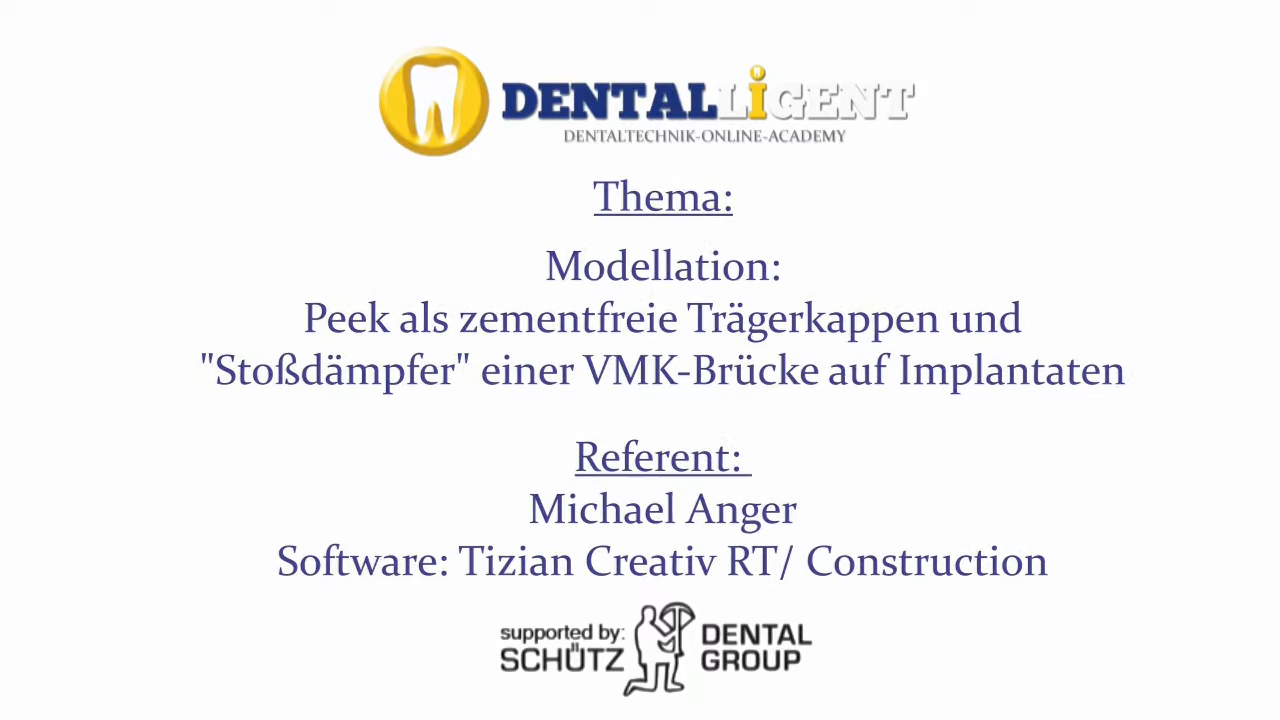 DENTALLiGENT
DENTALTECHNIK-ONLINE-ACADEMY
Thema:
Modellation:
Peek als zementfreie Trägerkappen und
"Stoßdämpfer" einer VMK-Brücke auf Implantaten
Referent:
Michael Anger
Software: Tizian Creativ RT/ Construction
supported by: DENTAL
SCHÜTZ GROUP